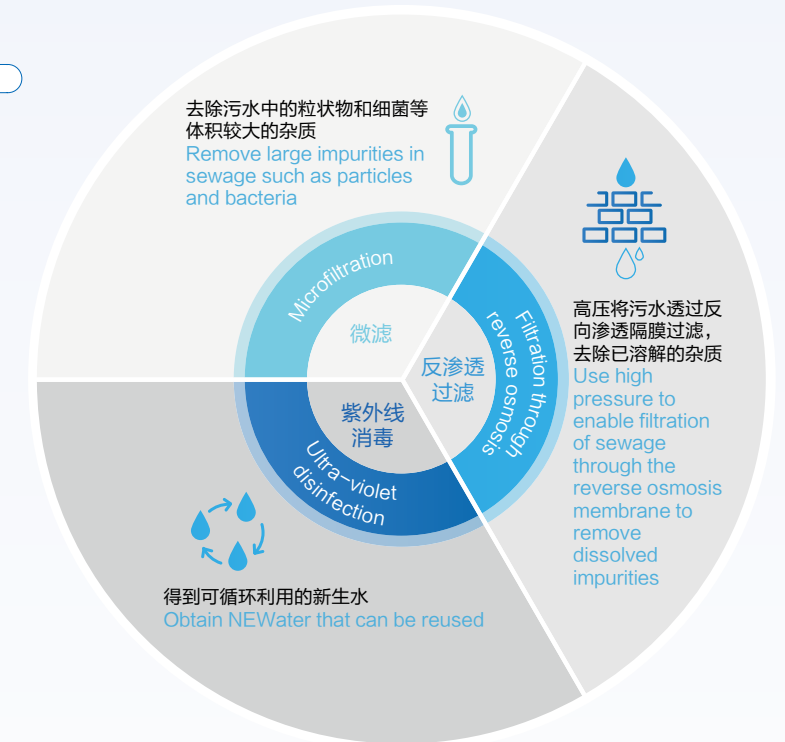 去除污水中的粒状物和细菌等
体积较大的杂质
Remove large impurities in
sewage such as particles
and bacteria
Microfiltration
微滤
高压将污水透过反
向渗透隔膜过滤，
去除已溶解的杂质
Use high
pressure to
enable filtration
of sewage
through the
reverse osmosis
membrane to
remove
dissolved
impurities
Filtration through
reverse osmosis
反渗透
过滤
紫外线
消毒
Ultra-violet
disinfection
得到可循环利用的新生水
Obtain NEWater that can be reused